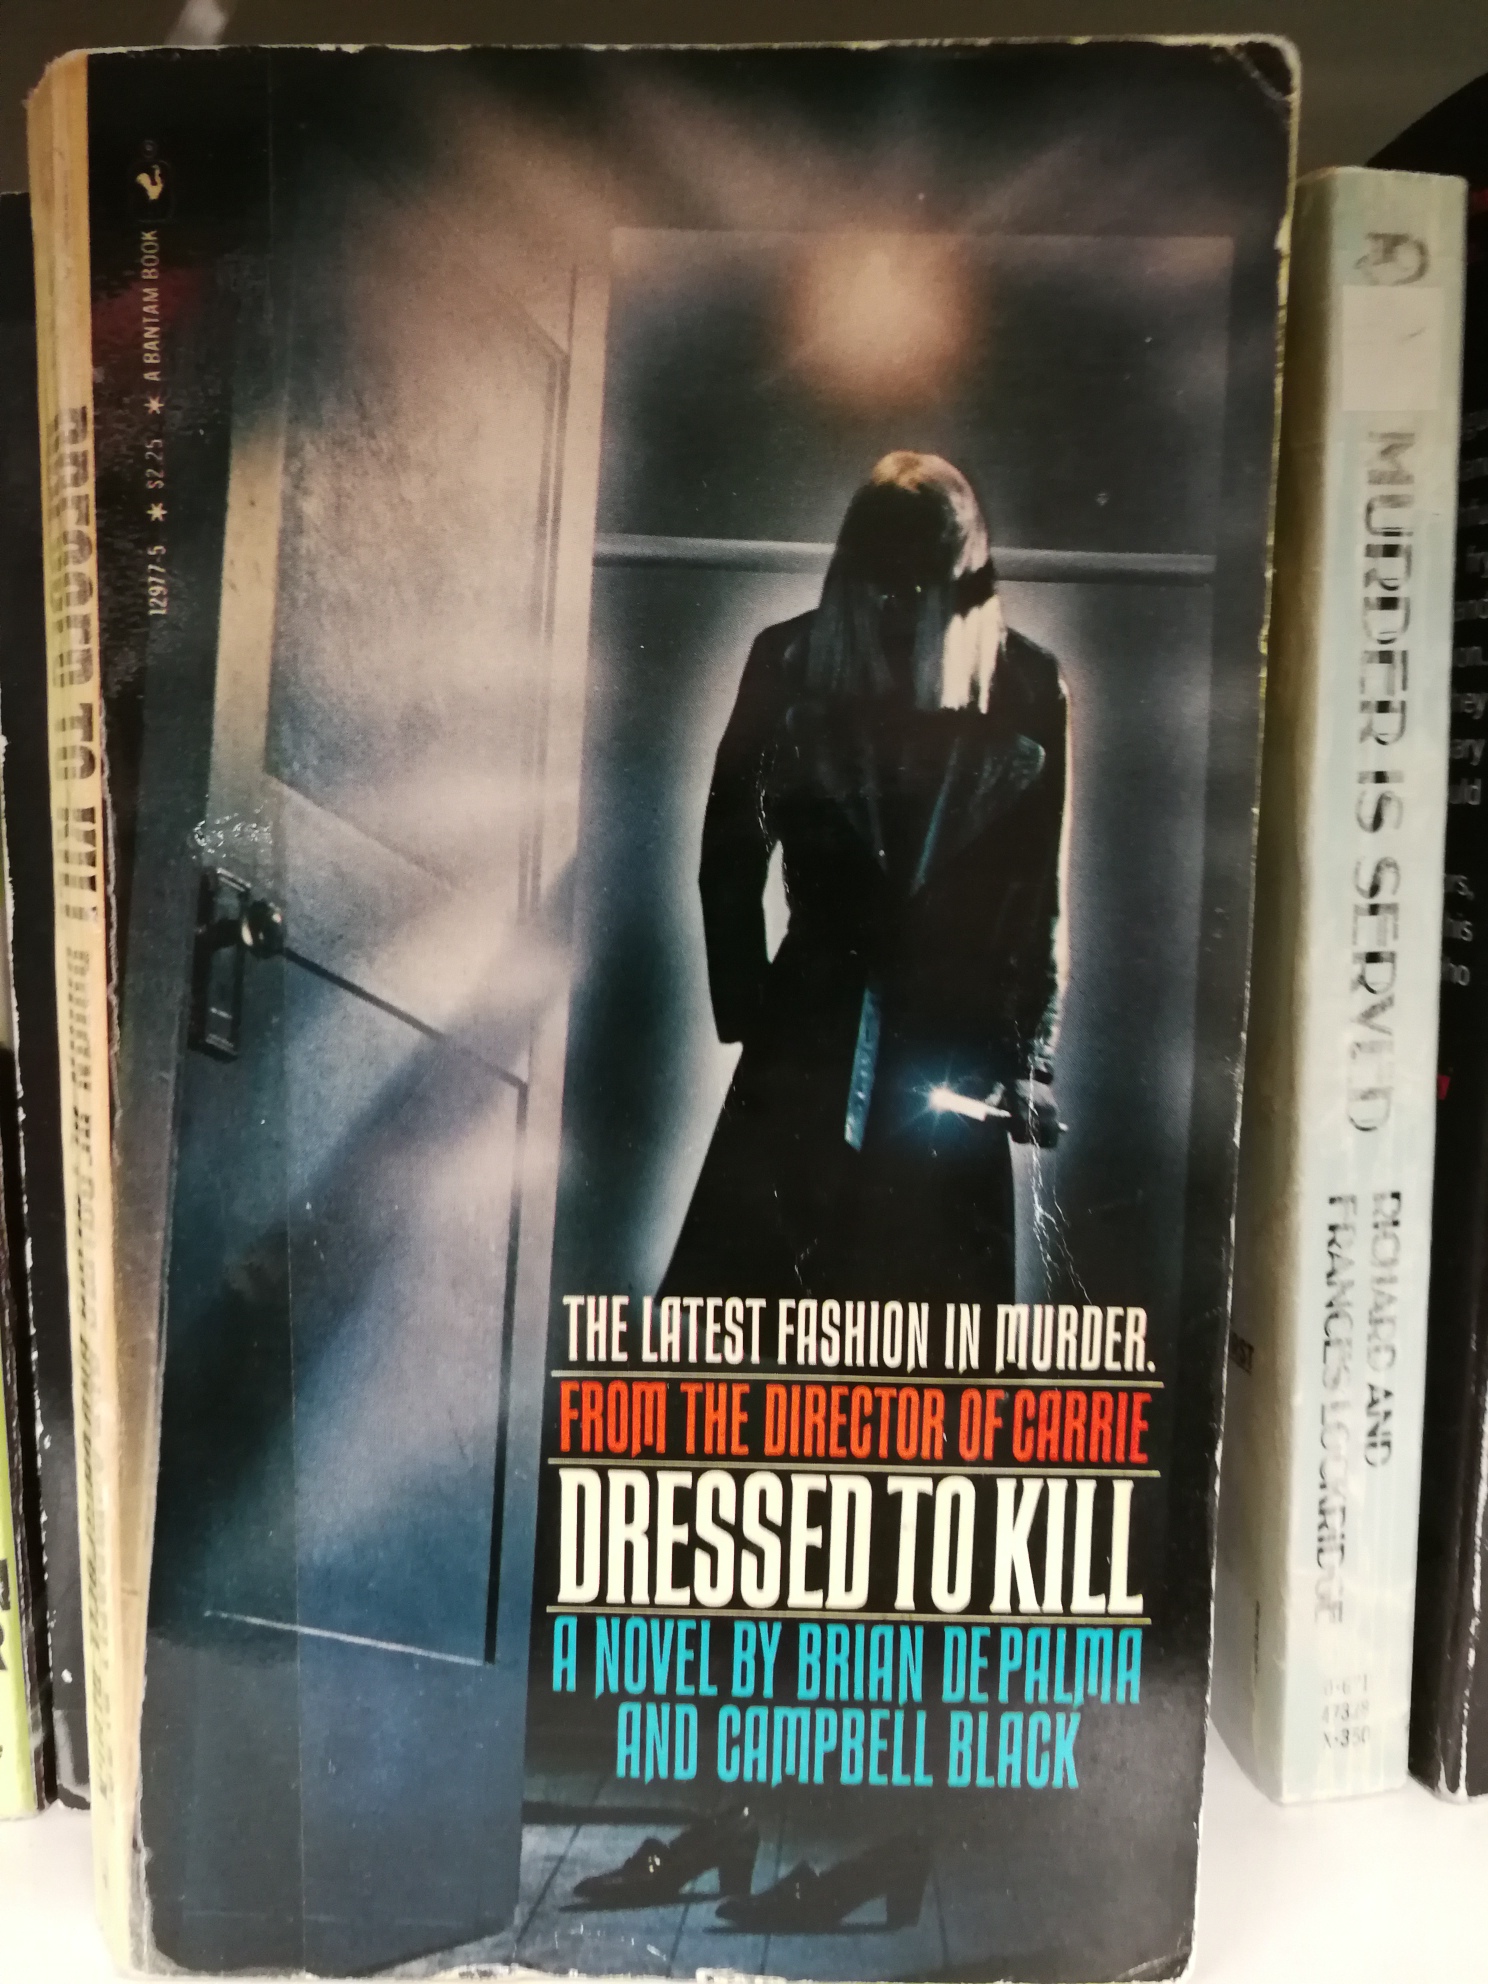 12977-5 * $2.25 * A BANTAM BOOK
THE LATEST FASHION IN MURDER.
FROM THE DIRECTOR OF CARRIE
DRESSED TO KILL
A NOVEL BY BRIAN DE PALMA
AND CAMPBELL BLACK
DRESSED TO KILL
MURDER IS SERVED
RICHARD AND
FRANCES LOCKRIDGE